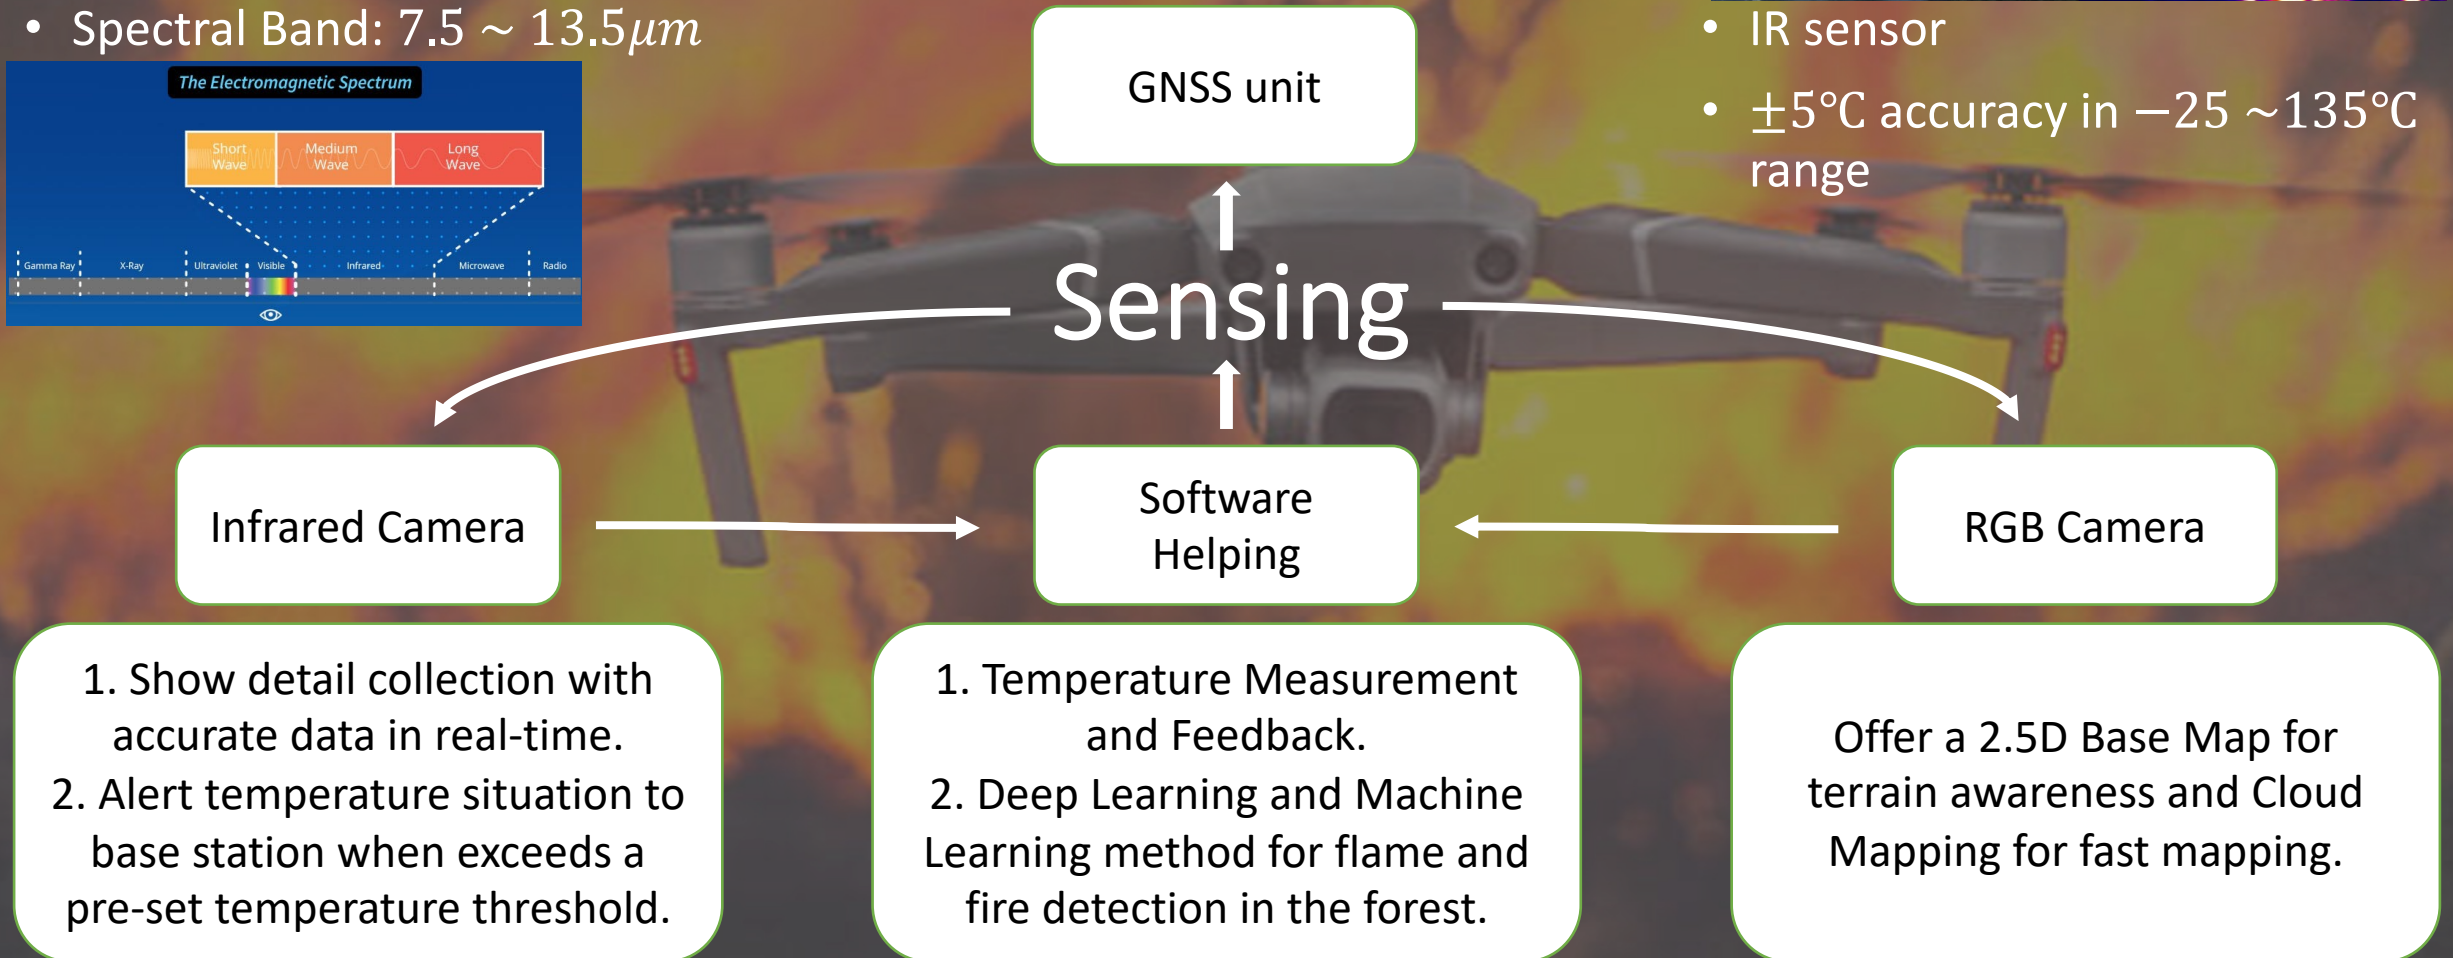 • Spectral Band: 7.5 ~ 13.5μm
The Electromagnetic Spectrum
Short
Wave
Medium
Wave
Long
Wave
Gamma Ray
X-Ray
Ultraviolet
Visible
Infrared
Microwave
Radio
GNSS unit
• IR sensor
• ±5℃ accuracy in −25 ~135℃
range
Sensing
Infrared Camera
Software
Helping
RGB Camera
1. Show detail collection with
accurate data in real-time.
2. Alert temperature situation to
base station when exceeds a
pre-set temperature threshold.
1. Temperature Measurement
and Feedback.
2. Deep Learning and Machine
Learning method for flame and
fire detection in the forest.
Offer a 2.5D Base Map for
terrain awareness and Cloud
Mapping for fast mapping.